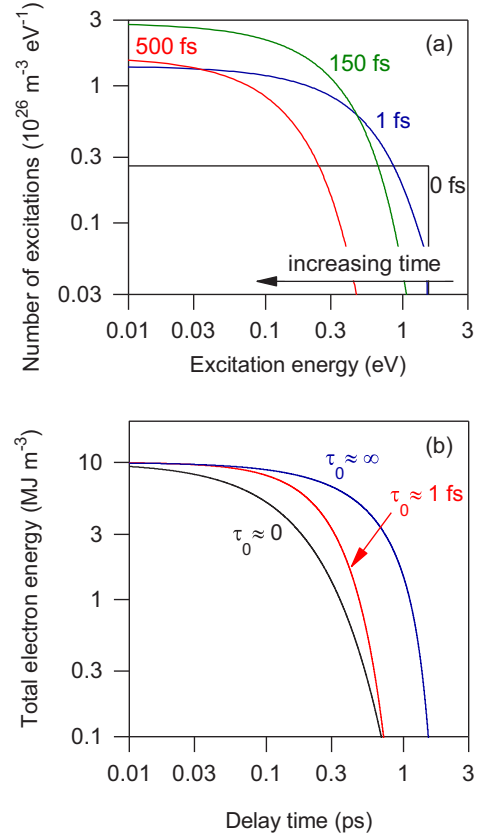 (a)
3
500 fs
150 fs
1
1 fs
0.3
0 fs
0.1
increasing time
0.03
0.01 0.03 0.1 0.3 1 3
Excitation energy (eV)
Number of excitations (10²⁶ m⁻³ eV⁻¹)
(b)
τ₀ ≈ ∞
10
τ₀ ≈ 1 fs
τ₀ ≈ 0
3
1
0.3
0.1
0.01 0.03 0.1 0.3 1 3
Delay time (ps)
Total electron energy (MJ m⁻³)